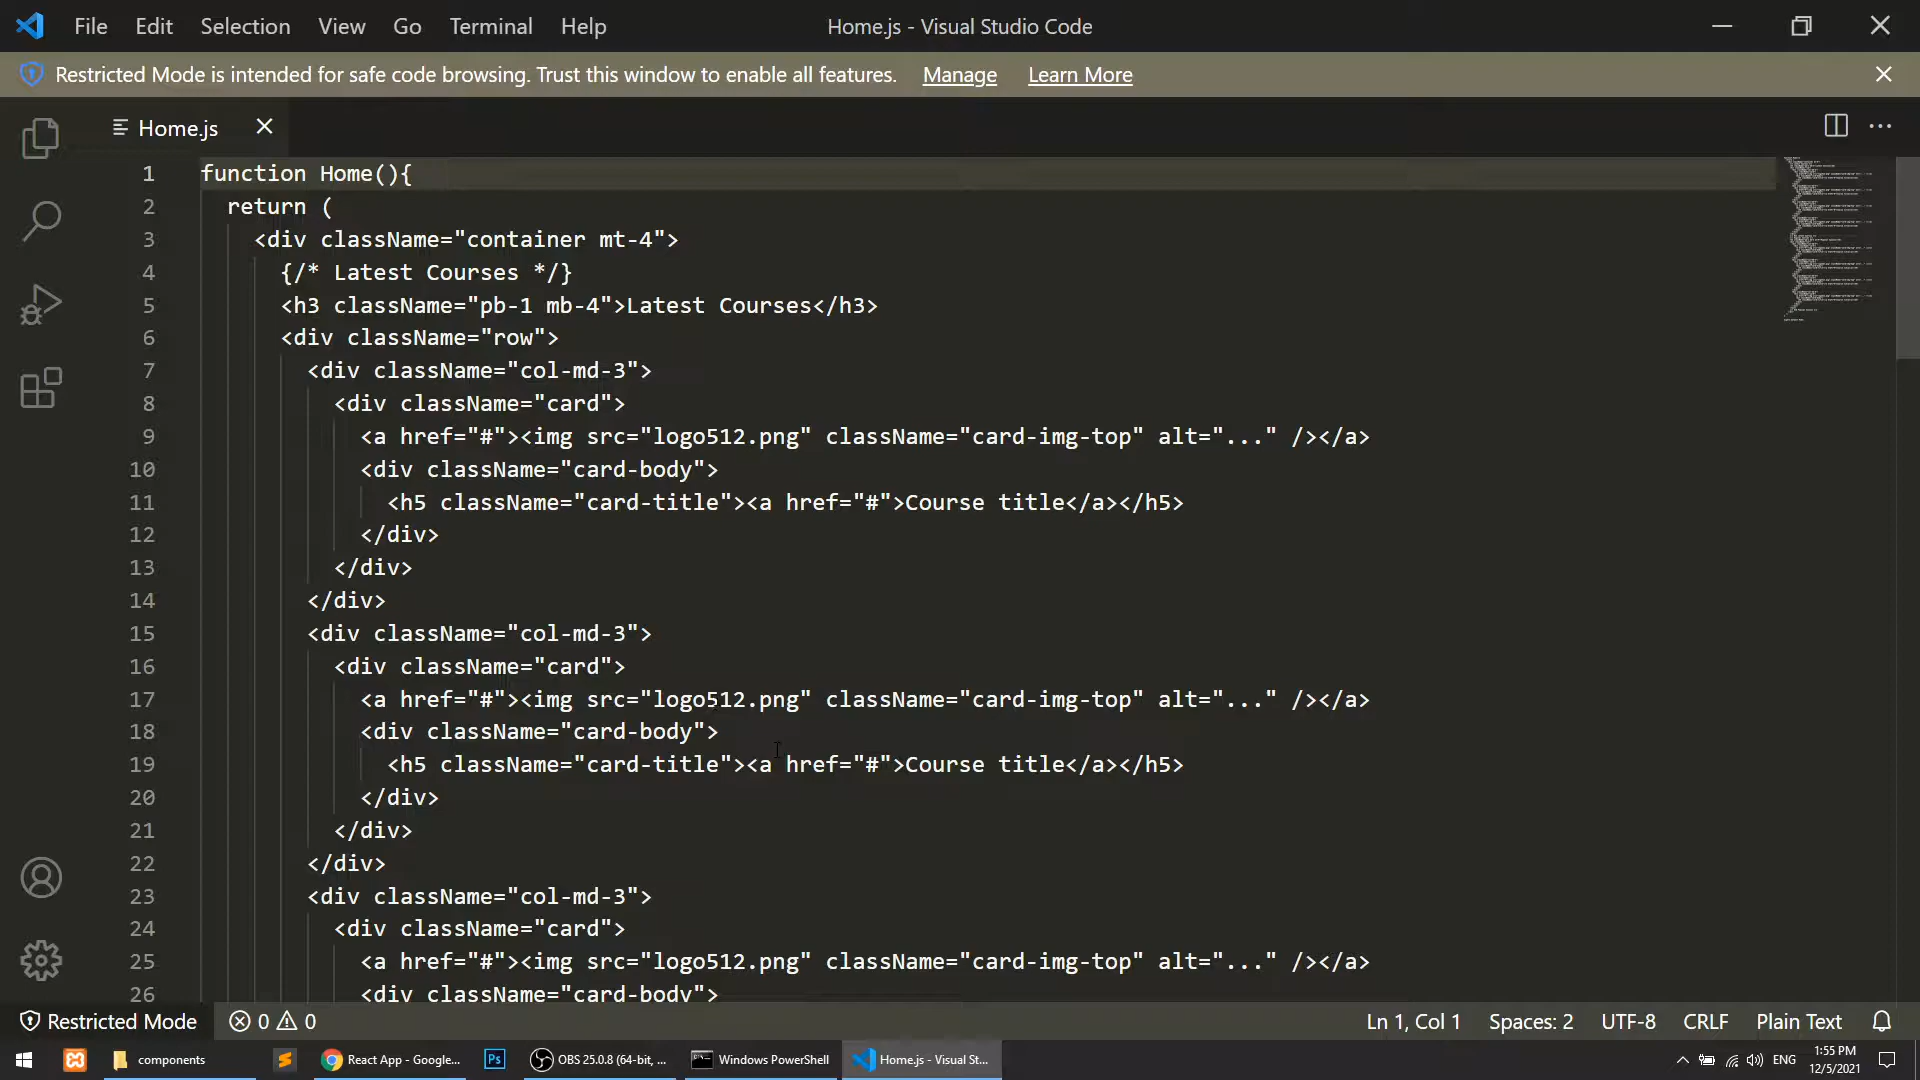 File Edit Selection View Go Terminal Help Home.js - Visual Studio Code
Restricted Mode is intended for safe code browsing. Trust this window to enable all features. Manage Learn More
Home.js
1 function Home(){
2 return (
3 <div className="container mt-4">
4 {/* Latest Courses */}
5 <h3 className="pb-1 mb-4">Latest Courses</h3>
6 <div className="row">
7 <div className="col-md-3">
8 <div className="card">
9 <a href="#"><img src="logo512.png" className="card-img-top" alt="..." /></a>
10 <div className="card-body">
11 <h5 className="card-title"><a href="#">Course title</a></h5>
12 </div>
13 </div>
14 </div>
15 <div className="col-md-3">
16 <div className="card">
17 <a href="#"><img src="logo512.png" className="card-img-top" alt="..." /></a>
18 <div className="card-body">
19 <h5 className="card-title"><a href="#">Course title</a></h5>
20 </div>
21 </div>
22 </div>
23 <div className="col-md-3">
24 <div className="card">
25 <a href="#"><img src="logo512.png" className="card-img-top" alt="..." /></a>
26 <div className="card-body">
Restricted Mode 0 0 Ln 1, Col 1 Spaces: 2 UTF-8 CRLF Plain Text
components Ps React App - Google... OBS 25.0.8 (64-bit, ... Windows PowerShell Home.js - Visual St... ENG 1:55 PM
12/5/2021